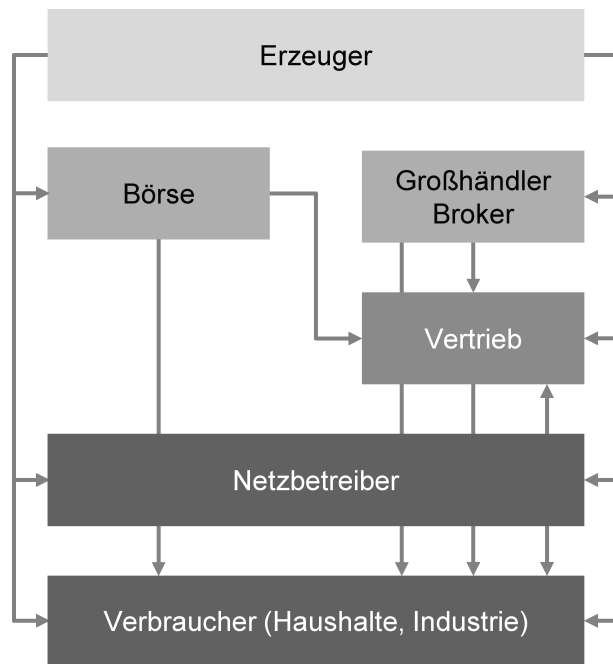 Erzeuger
Börse
Großhändler
Broker
Vertrieb
Netzbetreiber
Verbraucher (Haushalte, Industrie)